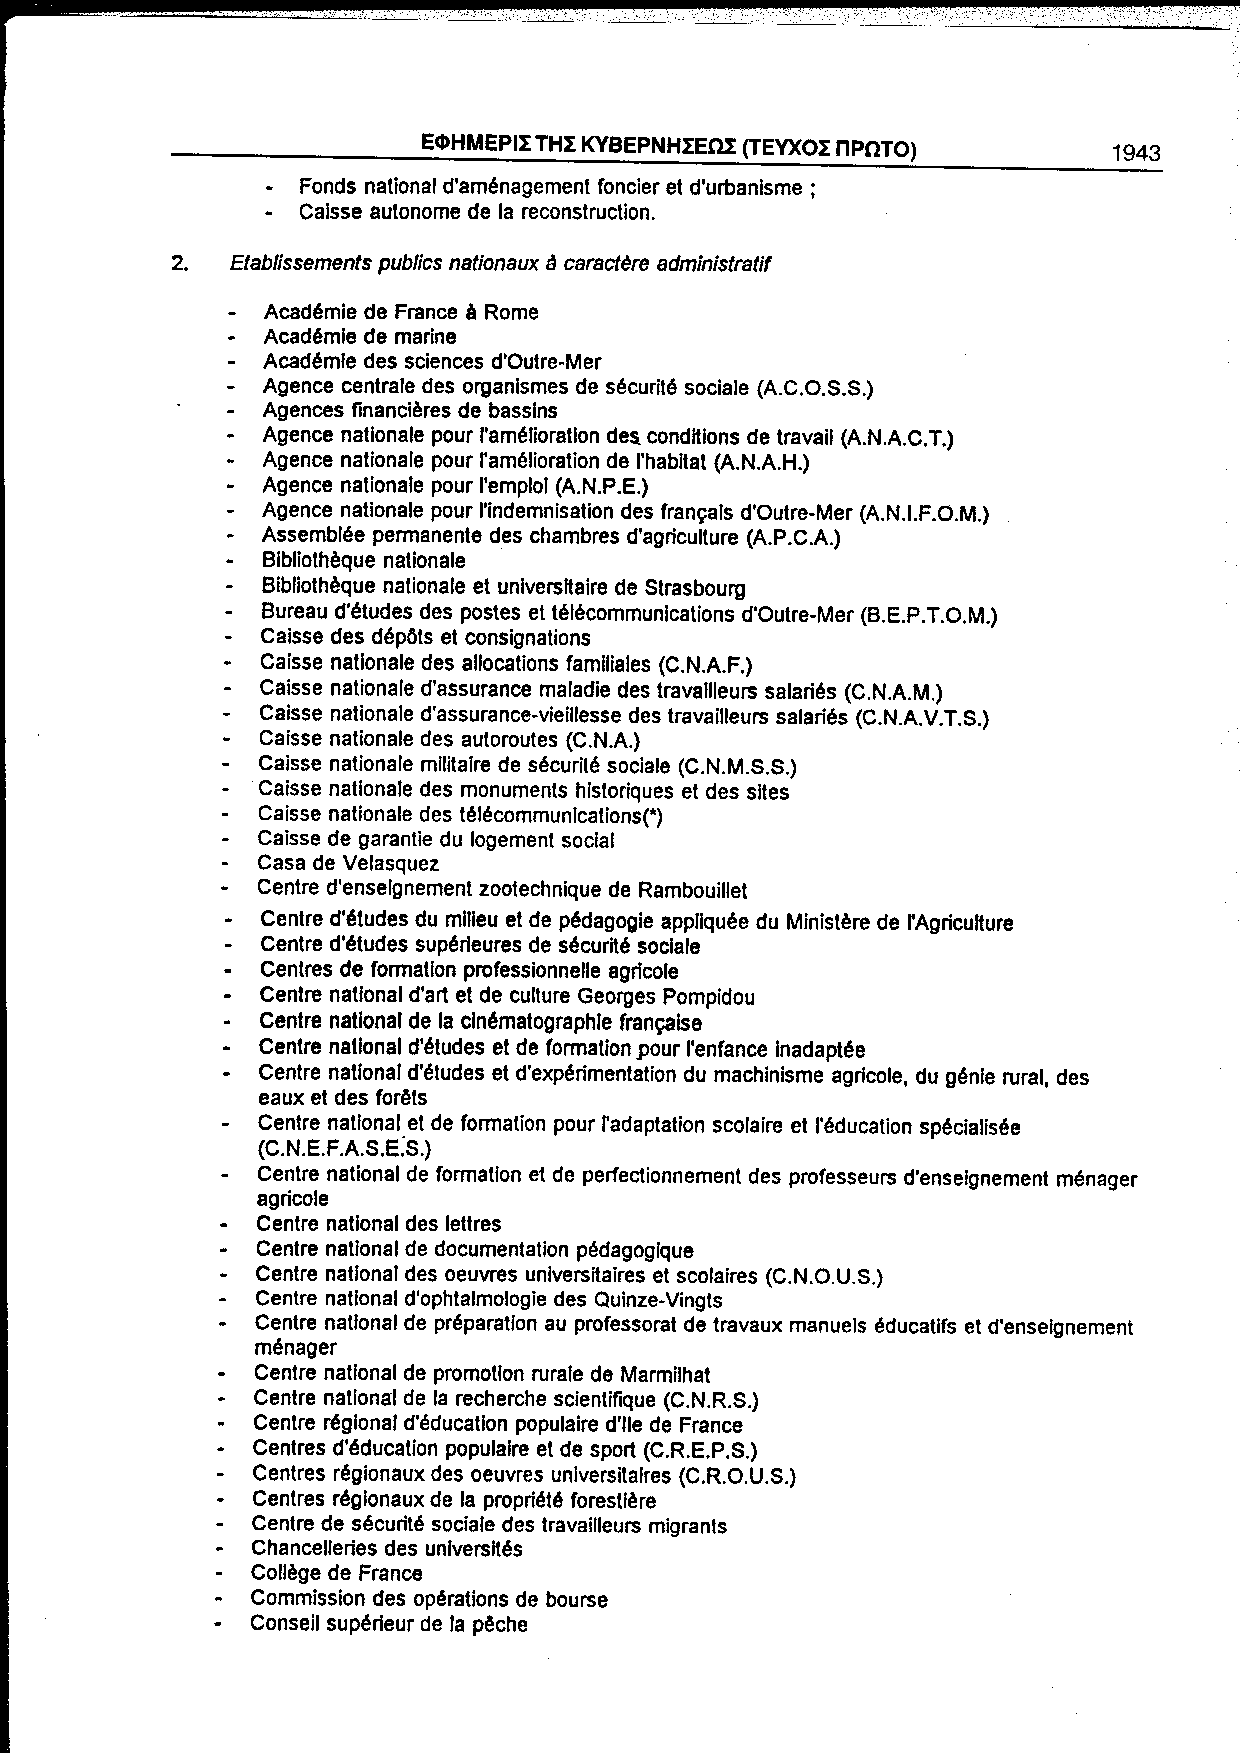 ΕΦΗΜΕΡΙΣ ΤΗΣ ΚΥΒΕΡΝΗΣΕΩΣ (ΤΕΥΧΟΣ ΠΡΩΤΟ) 1943
- Fonds national d'aménagement foncier et d'urbanisme ;
- Caisse autonome de la reconstruction.
2. Etablissements publics nationaux à caractère administratif
- Académie de France à Rome
- Académie de marine
- Académie des sciences d'Outre-Mer
- Agence centrale des organismes de sécurité sociale (A.C.O.S.S.)
- Agences financières de bassins
- Agence nationale pour l'amélioration des conditions de travail (A.N.A.C.T.)
- Agence nationale pour l'amélioration de l'habitat (A.N.A.H.)
- Agence nationale pour l'emploi (A.N.P.E.)
- Agence nationale pour l'indemnisation des français d'Outre-Mer (A.N.I.F.O.M.)
- Assemblée permanente des chambres d'agriculture (A.P.C.A.)
- Bibliothèque nationale
- Bibliothèque nationale et universitaire de Strasbourg
- Bureau d'études des postes et télécommunications d'Outre-Mer (B.E.P.T.O.M.)
- Caisse des dépôts et consignations
- Caisse nationale des allocations familiales (C.N.A.F.)
- Caisse nationale d'assurance maladie des travailleurs salariés (C.N.A.M.)
- Caisse nationale d'assurance-vieillesse des travailleurs salariés (C.N.A.V.T.S.)
- Caisse nationale des autoroutes (C.N.A.)
- Caisse nationale militaire de sécurité sociale (C.N.M.S.S.)
- Caisse nationale des monuments historiques et des sites
- Caisse nationale des télécommunications(*)
- Caisse de garantie du logement social
- Casa de Velasquez
- Centre d'enseignement zootechnique de Rambouillet
- Centre d'études du milieu et de pédagogie appliquée du Ministère de l'Agriculture
- Centre d'études supérieures de sécurité sociale
- Centres de formation professionnelle agricole
- Centre national d'art et de culture Georges Pompidou
- Centre national de la cinématographie française
- Centre national d'études et de formation pour l'enfance inadaptée
- Centre national d'études et d'expérimentation du machinisme agricole, du génie rural, des
eaux et des forêts
- Centre national et de formation pour l'adaptation scolaire et l'éducation spécialisée
(C.N.E.F.A.S.E.S.)
- Centre national de formation et de perfectionnement des professeurs d'enseignement ménager
agricole
- Centre national des lettres
- Centre national de documentation pédagogique
- Centre national des oeuvres universitaires et scolaires (C.N.O.U.S.)
- Centre national d'ophtalmologie des Quinze-Vingts
- Centre national de préparation au professorat de travaux manuels éducatifs et d'enseignement
ménager
- Centre national de promotion rurale de Marmilhat
- Centre national de la recherche scientifique (C.N.R.S.)
- Centre régional d'éducation populaire d'Ile de France
- Centres d'éducation populaire et de sport (C.R.E.P.S.)
- Centres régionaux des oeuvres universitaires (C.R.O.U.S.)
- Centres régionaux de la propriété forestière
- Centre de sécurité sociale des travailleurs migrants
- Chancelleries des universités
- Collège de France
- Commission des opérations de bourse
- Conseil supérieur de la pêche